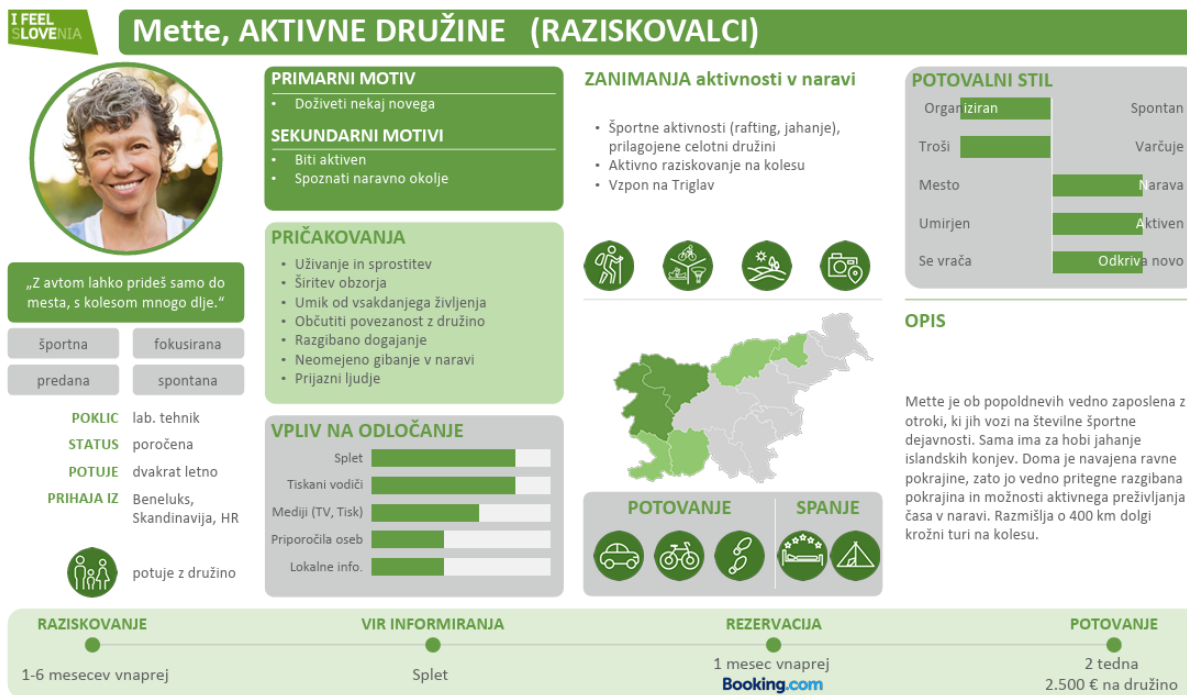 I FEEL
SLOVENIA
Mette, AKTIVNE DRUŽINE (RAZISKOVALCI)
„Z avtom lahko prideš samo do
mesta, s kolesom mnogo dlje.“
športna
fokusirana
predana
spontana
POKLIC lab. tehnik
STATUS poročena
POTUJE dvakrat letno
PRIHAJA IZ Beneluks,
Skandinavija, HR
potuje z družino
PRIMARNI MOTIV
• Doživeti nekaj novega
SEKUNDARNI MOTIVI
• Biti aktiven
• Spoznati naravno okolje
PRIČAKOVANJA
• Uživanje in sprostitev
• Širitev obzorja
• Umik od vsakdanjega življenja
• Občutiti povezanost z družino
• Razgibano dogajanje
• Neomejeno gibanje v naravi
• Prijazni ljudje
VPLIV NA ODLOČANJE
Splet
Tiskani vodiči
Mediji (TV, Tisk)
Priporočila oseb
Lokalne info.
ZANIMANJA aktivnosti v naravi
• Športne aktivnosti (rafting, jahanje),
prilagojene celotni družini
• Aktivno raziskovanje na kolesu
• Vzpon na Triglav
POTOVANJE
SPANJE
POTOVALNI STIL
Organiziran Spontan
Troši Varčuje
Mesto Narava
Umirjen Aktiven
Se vrača Odkriva novo
OPIS
Mette je ob popoldnevih vedno zaposlena z
otroki, ki jih vozi na številne športne
dejavnosti. Sama ima za hobi jahanje
islandskih konjev. Doma je navajena ravne
pokrajine, zato jo vedno pritegne razgibana
pokrajina in možnosti aktivnega preživljanja
časa v naravi. Razmišlja o 400 km dolgi
krožni turi na kolesu.
RAZISKOVANJE
1-6 mesecev vnaprej
VIR INFORMIRANJA
Splet
REZERVACIJA
1 mesec vnaprej
Booking.com
POTOVANJE
2 tedna
2.500 € na družino